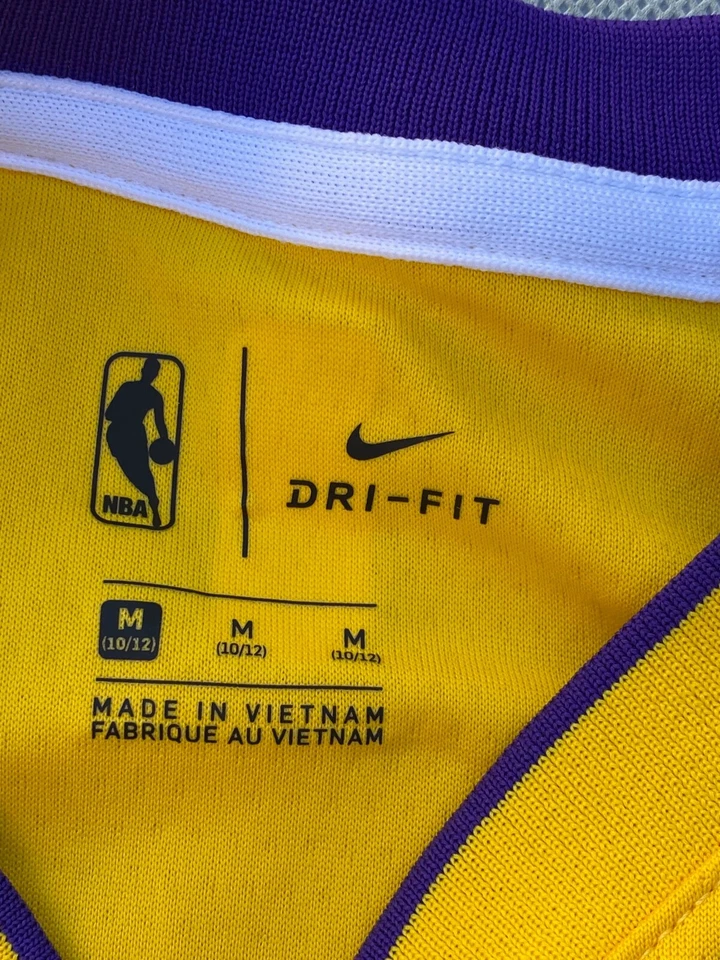 NBA
DRI-FIT
M M M
(10/12) (10/12) (10/12)
MADE IN VIETNAM
FABRIQUE AU VIETNAM